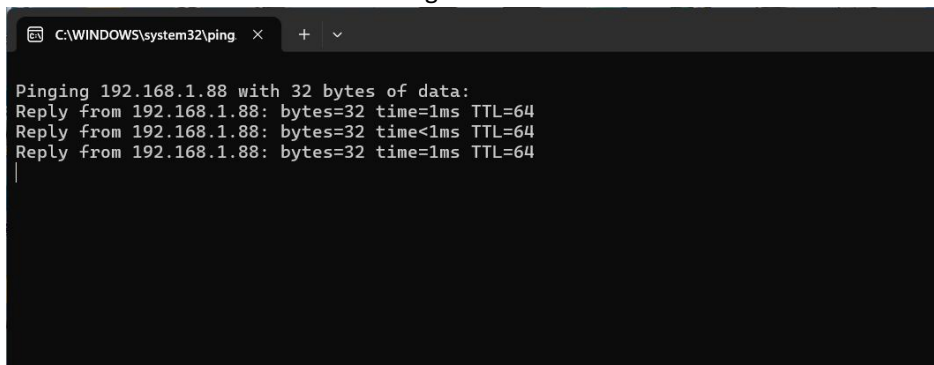 C:\WINDOWS\system32\ping.
Pinging 192.168.1.88 with 32 bytes of data:
Reply from 192.168.1.88: bytes=32 time=1ms TTL=64
Reply from 192.168.1.88: bytes=32 time<1ms TTL=64
Reply from 192.168.1.88: bytes=32 time=1ms TTL=64